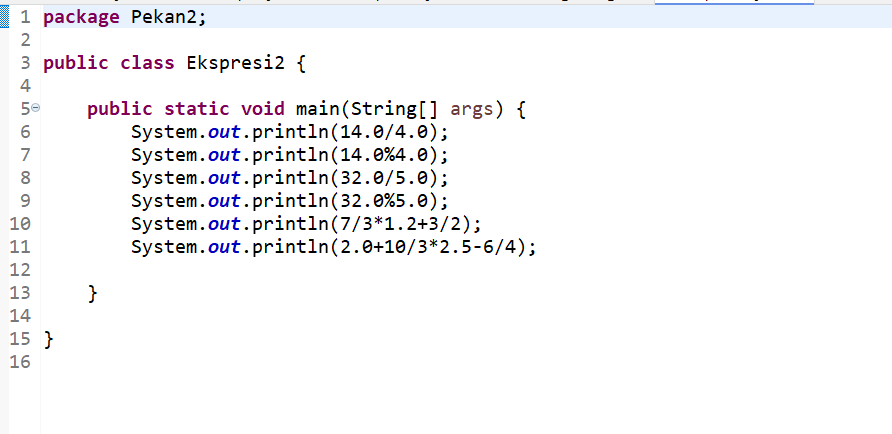 1 package Pekan2;
2
3 public class Ekspresi2 {
4
5 public static void main(String[] args) {
6 System.out.println(14.0/4.0);
7 System.out.println(14.0%4.0);
8 System.out.println(32.0/5.0);
9 System.out.println(32.0%5.0);
10 System.out.println(7/3*1.2+3/2);
11 System.out.println(2.0+10/3*2.5-6/4);
12
13 }
14
15 }
16